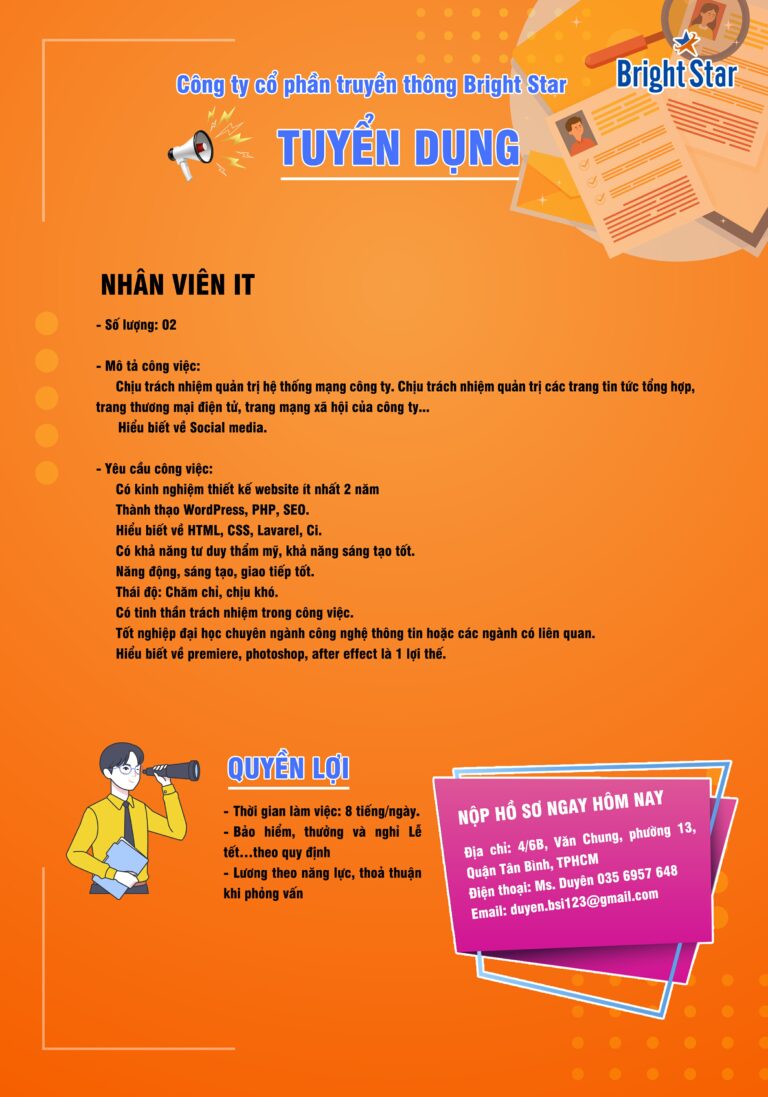 Bright Star
Công ty cổ phần truyền thông Bright Star
TUYỂN DỤNG
NHÂN VIÊN IT
- Số lượng: 02
- Mô tả công việc:
Chịu trách nhiệm quản trị hệ thống mạng công ty. Chịu trách nhiệm quản trị các trang tin tức tổng hợp,
trang thương mại điện tử, trang mạng xã hội của công ty...
Hiểu biết về Social media.
- Yêu cầu công việc:
Có kinh nghiệm thiết kế website ít nhất 2 năm
Thành thạo WordPress, PHP, SEO.
Hiểu biết về HTML, CSS, Lavarel, Ci.
Có khả năng tư duy thẩm mỹ, khả năng sáng tạo tốt.
Năng động, sáng tạo, giao tiếp tốt.
Thái độ: Chăm chỉ, chịu khó.
Có tinh thần trách nhiệm trong công việc.
Tốt nghiệp đại học chuyên ngành công nghệ thông tin hoặc các ngành có liên quan.
Hiểu biết về premiere, photoshop, after effect là 1 lợi thế.
QUYỀN LỢI
- Thời gian làm việc: 8 tiếng/ngày.
- Bảo hiểm, thưởng và nghỉ Lễ
tết...theo quy định
- Lương theo năng lực, thoả thuận
khi phỏng vấn
NỘP HỒ SƠ NGAY HÔM NAY
Địa chỉ: 4/6B, Văn Chung, phường 13,
Quận Tân Bình, TPHCM
Điện thoại: Ms. Duyên 035 6957 648
Email: duyen.bsi123@gmail.com